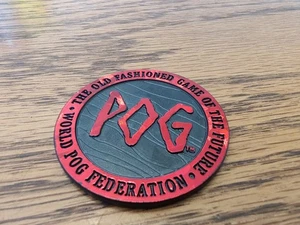 THE OLD FASHIONED GAME OF THE FUTURE
POG
WORLD POG FEDERATION